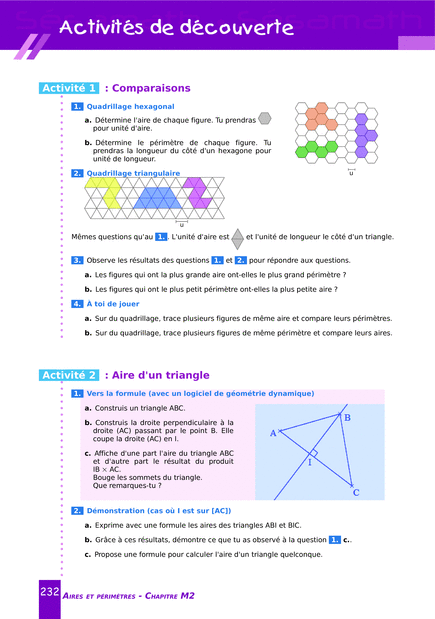 Activités de découverte
Activité 1 : Comparaisons
1. Quadrillage hexagonal
a. Détermine l'aire de chaque figure. Tu prendras
pour unité d'aire.
b. Détermine le périmètre de chaque figure. Tu
prendras la longueur du côté d'un hexagone pour
unité de longueur.
u
2. Quadrillage triangulaire
u
Mêmes questions qu'au 1. L'unité d'aire est et l'unité de longueur le côté d'un triangle.
3. Observe les résultats des questions 1. et 2. pour répondre aux questions.
a. Les figures qui ont la plus grande aire ont-elles le plus grand périmètre ?
b. Les figures qui ont le plus petit périmètre ont-elles la plus petite aire ?
4. À toi de jouer
a. Sur du quadrillage, trace plusieurs figures de même aire et compare leurs périmètres.
b. Sur du quadrillage, trace plusieurs figures de même périmètre et compare leurs aires.
Activité 2 : Aire d'un triangle
1. Vers la formule (avec un logiciel de géométrie dynamique)
a. Construis un triangle ABC.
b. Construis la droite perpendiculaire à la
droite (AC) passant par le point B. Elle
coupe la droite (AC) en I.
c. Affiche d'une part l'aire du triangle ABC
et d'autre part le résultat du produit
IB × AC.
Bouge les sommets du triangle.
Que remarques-tu ?
B
A
I
C
2. Démonstration (cas où I est sur [AC])
a. Exprime avec une formule les aires des triangles ABI et BIC.
b. Grâce à ces résultats, démontre ce que tu as observé à la question 1. c..
c. Propose une formule pour calculer l'aire d'un triangle quelconque.
232 AIRES ET PÉRIMÈTRES - CHAPITRE M2